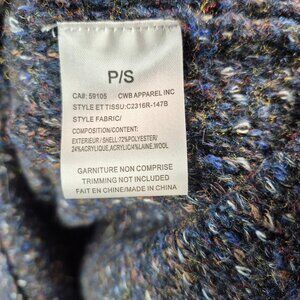 P/S
CA#: 59105 CWB APPAREL INC
STYLE ET TISSU:C2316R-147B
STYLE FABRIC/
COMPOSITION/CONTENT:
EXTERIEUR/SHELL:72%POLYESTER/
24%ACRYLIQUE,ACRYLIC/4%LAINE,WOOL
GARNITURE NON COMPRISE
TRIMMING NOT INCLUDED
FAIT EN CHINE/MADE IN CHINA